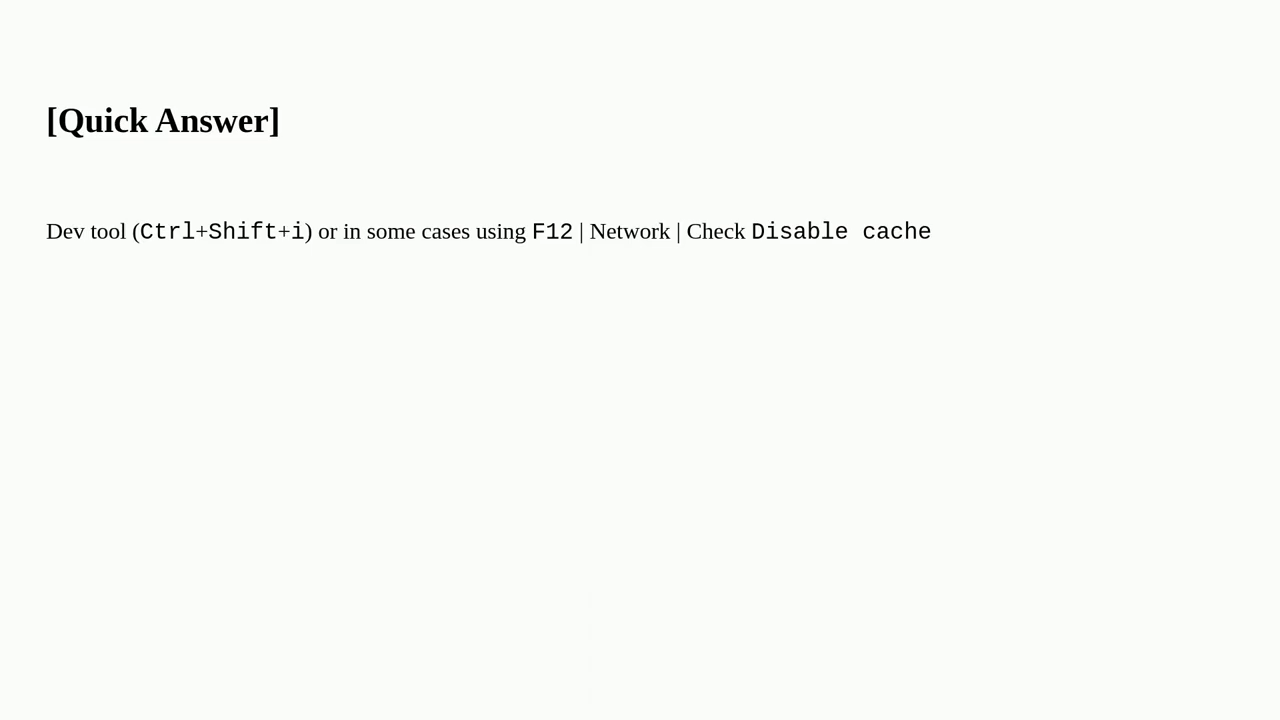 [Quick Answer]
Dev tool (Ctrl+Shift+i) or in some cases using F12 | Network | Check Disable cache